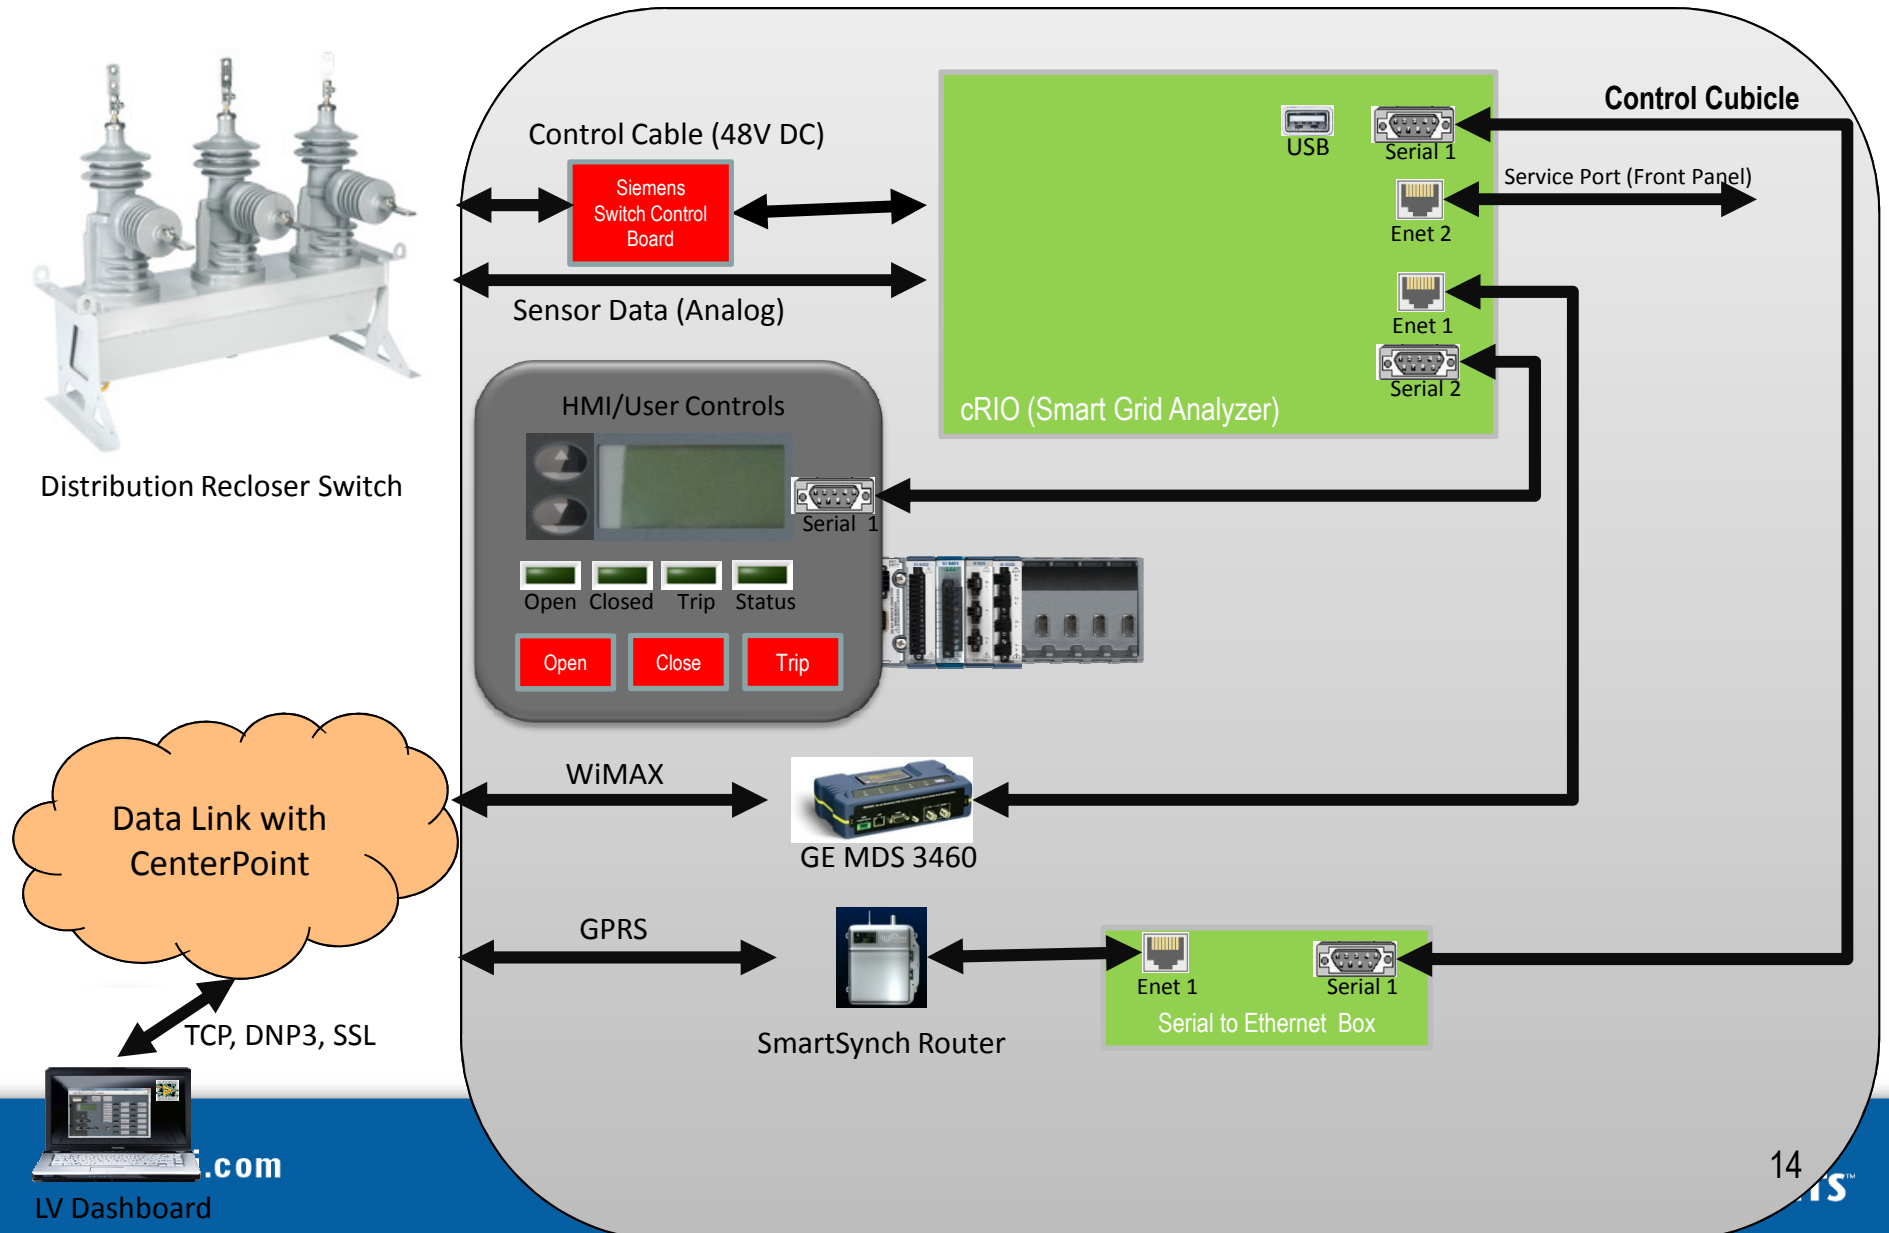 Control Cubicle
Control Cable (48V DC)
USB
Serial 1
Siemens
Switch Control
Board
Service Port (Front Panel)
Enet 2
Sensor Data (Analog)
Enet 1
Serial 2
cRIO (Smart Grid Analyzer)
HMI/User Controls
Distribution Recloser Switch
Serial 1
Open Closed Trip Status
Open
Close
Trip
WiMAX
Data Link with
CenterPoint
GE MDS 3460
GPRS
Enet 1
Serial 1
Serial to Ethernet Box
TCP, DNP3, SSL
SmartSynch Router
.com
14
TS™
LV Dashboard